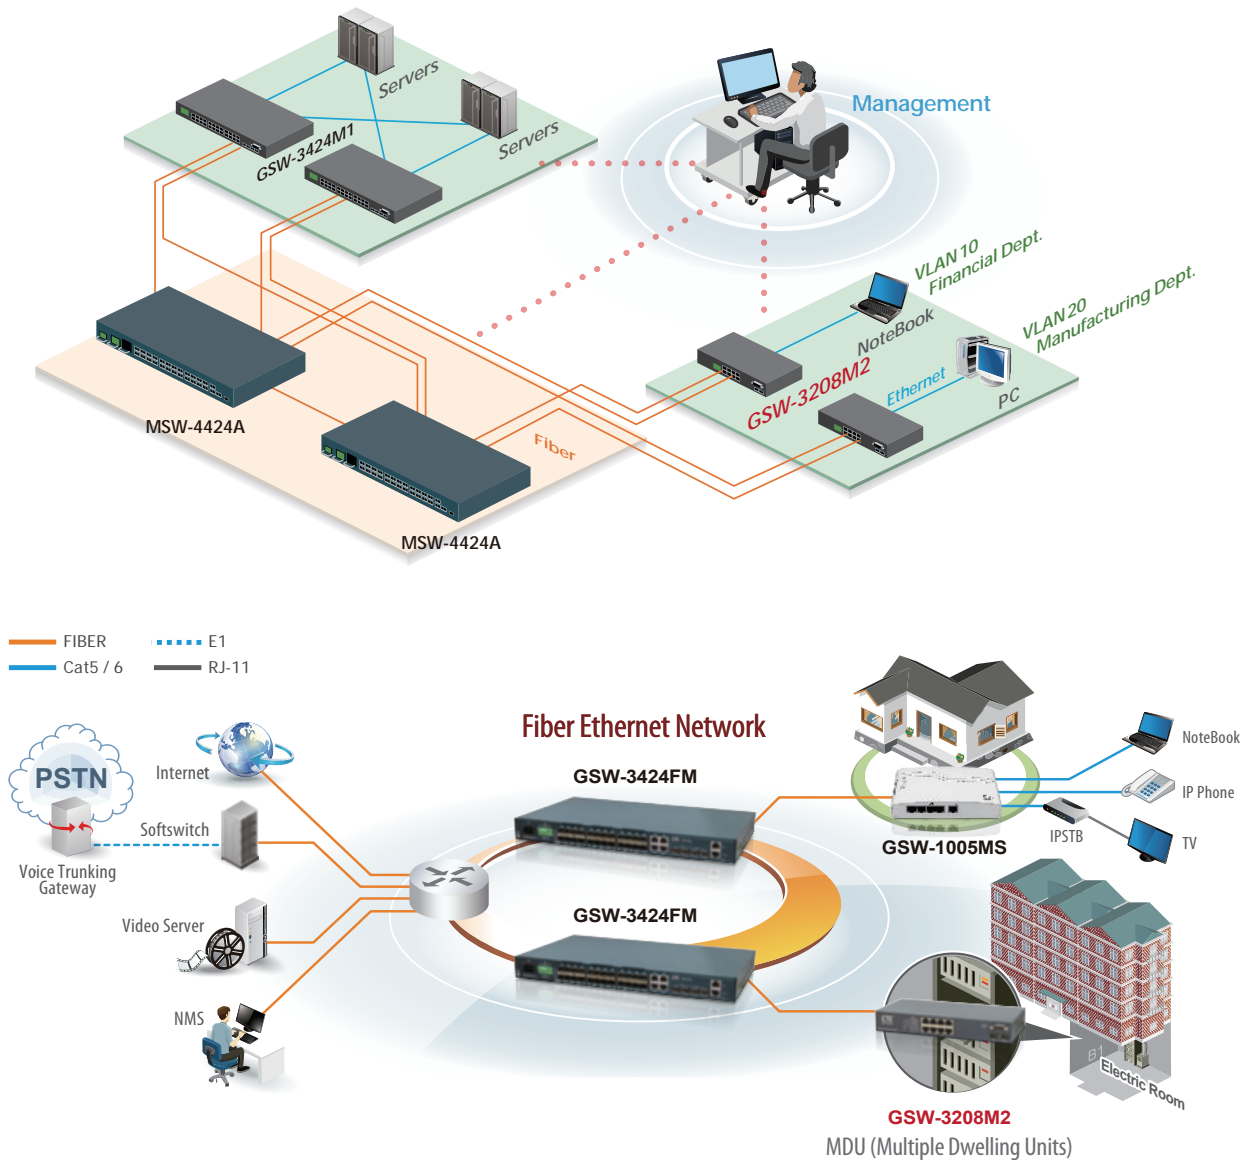 Servers
Servers
GSW-3424M1
Management
VLAN 10
Financial Dept.
VLAN 20
Manufacturing Dept.
NoteBook
GSW-3208M2
Ethernet
PC
MSW-4424A
Fiber
MSW-4424A
FIBER
E1
Cat5 / 6
RJ-11
Fiber Ethernet Network
PSTN
Internet
GSW-3424FM
NoteBook
IP Phone
Softswitch
IPSTB
TV
GSW-1005MS
Voice Trunking
Gateway
Video Server
GSW-3424FM
NMS
B1
Electric Room
GSW-3208M2
MDU (Multiple Dwelling Units)